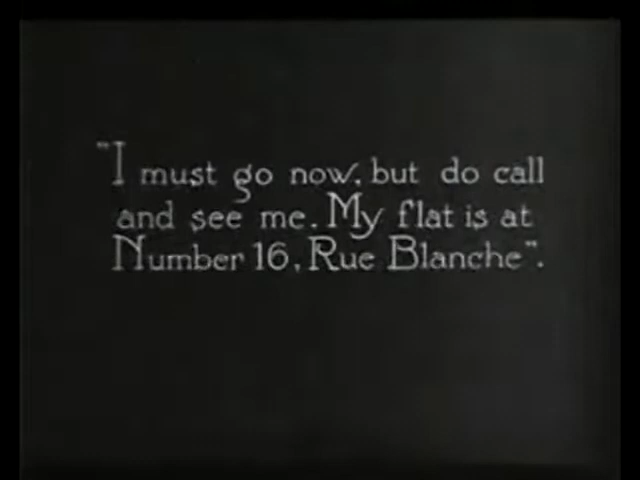 "I must go now, but do call
and see me. My flat is at
Number 16, Rue Blanche".